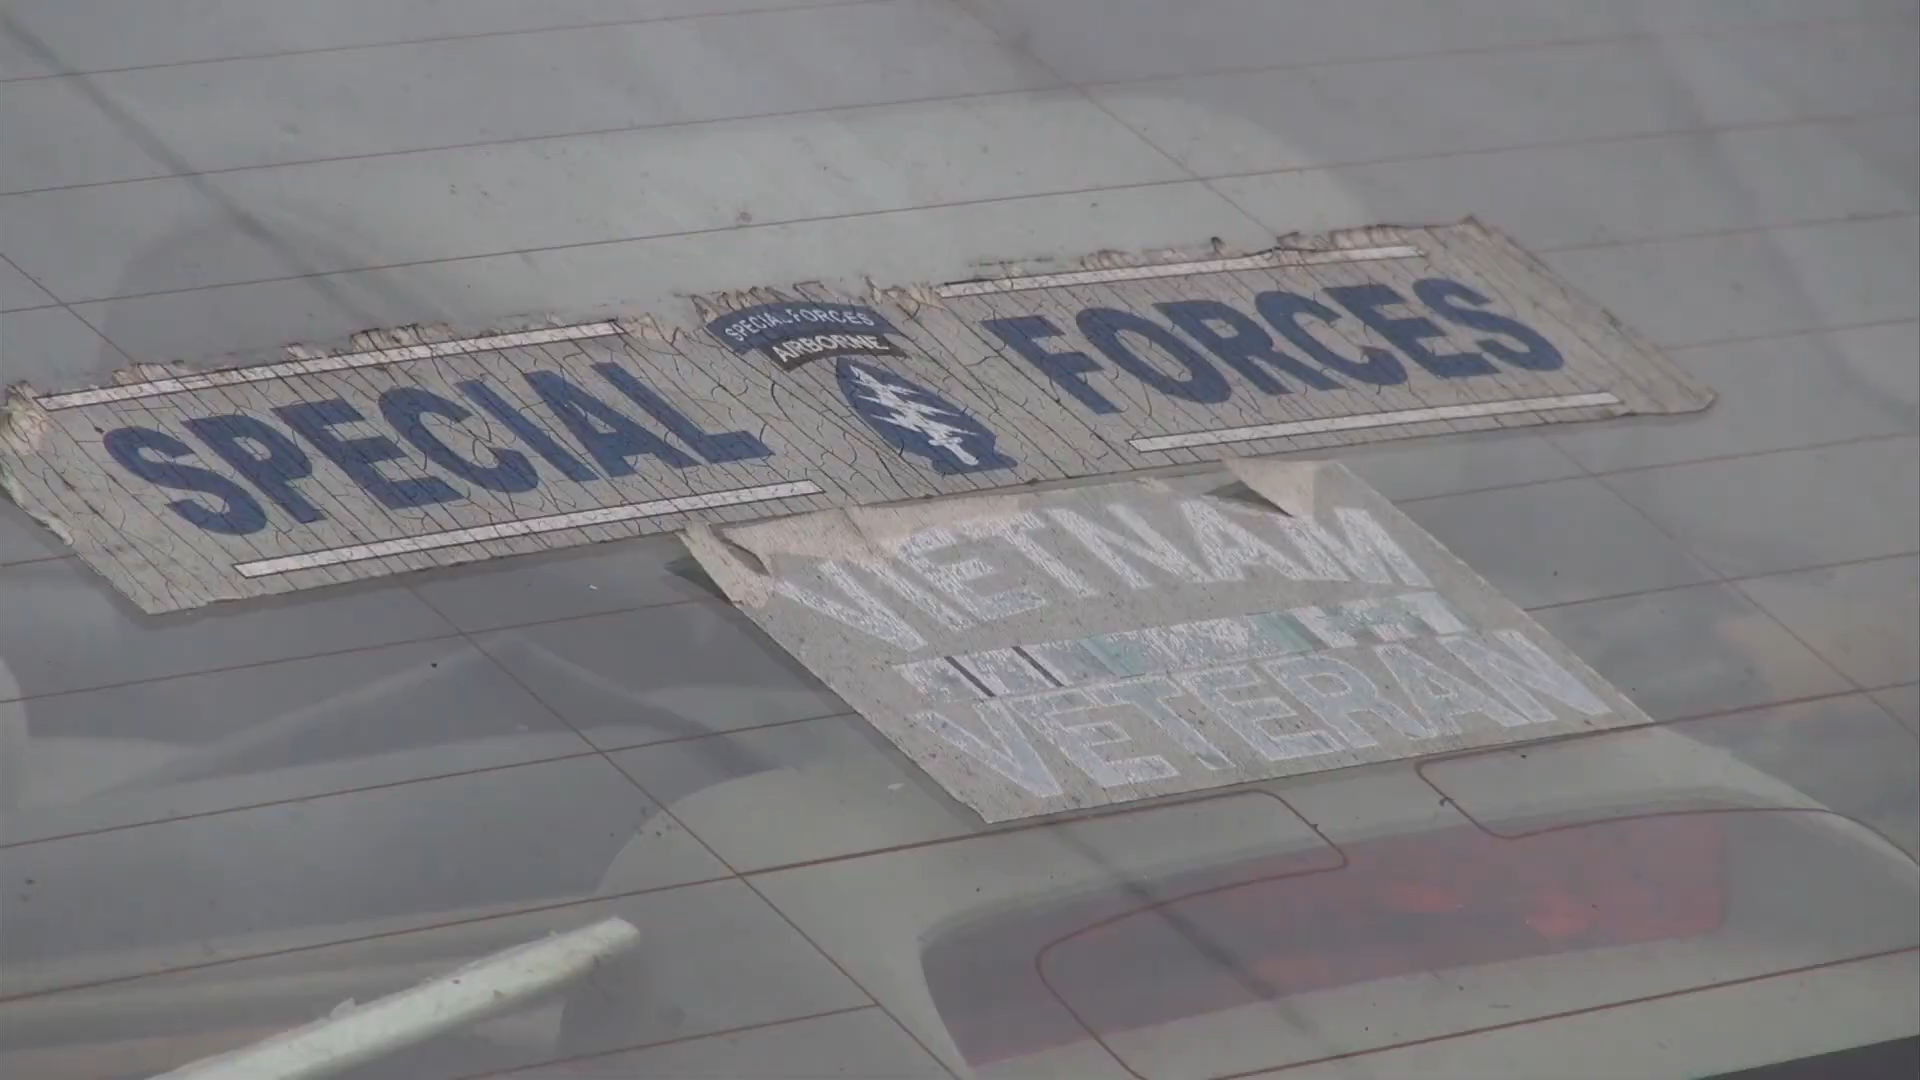 SPECIAL FORCES
SPECIAL FORCES
AIRBORNE
VIETNAM
VETERAN